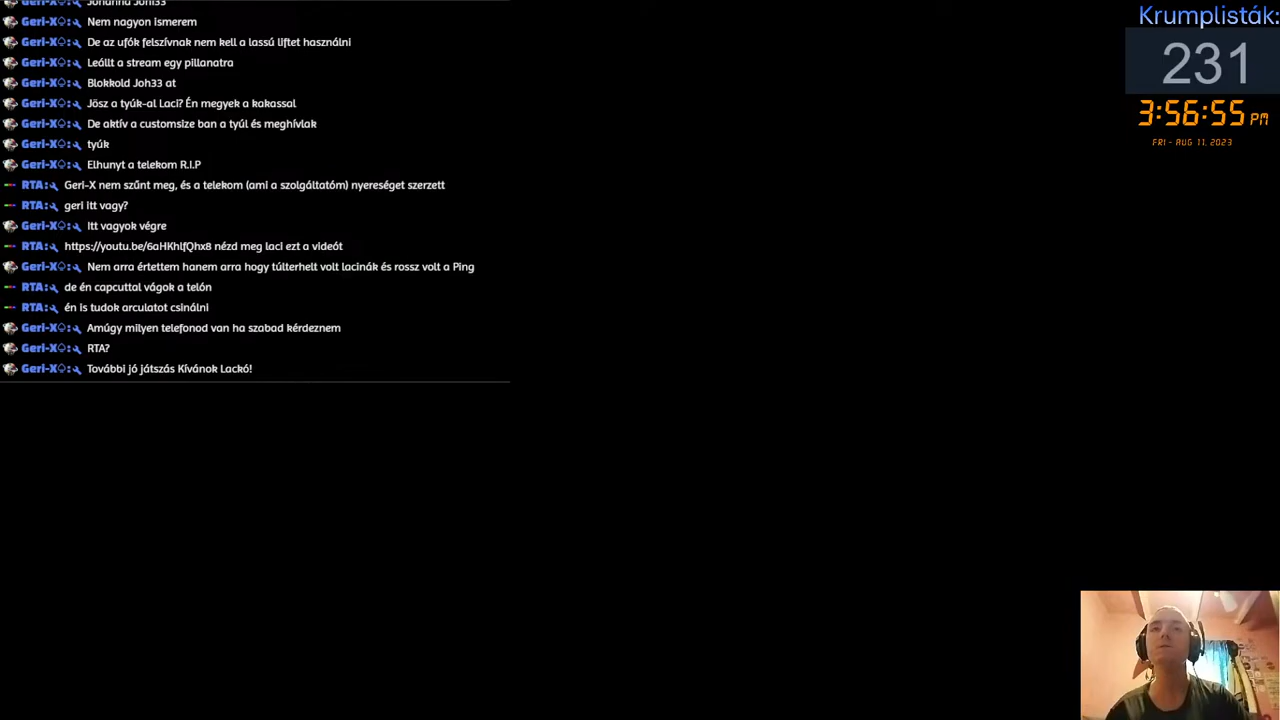 Johanna Joh33
Geri-X♤: Nem nagyon ismerem
Geri-X♤: De az ufók felszívnak nem kell a lassú liftet használni
Geri-X♤: Leállt a stream egy pillanatra
Geri-X♤: Blokkold Joh33 at
Geri-X♤: Jösz a tyúk-al Laci? Én megyek a kakassal
Geri-X♤: De aktív a customsize ban a tyúl és meghívlak
Geri-X♤: tyúk
Geri-X♤: Elhunyt a telekom R.I.P
RTA: Geri-X nem szűnt meg, és a telekom (ami a szolgáltatóm) nyereséget szerzett
RTA: geri itt vagy?
Geri-X♤: Itt vagyok végre
RTA: https://youtu.be/6aHKhlfQhx8 nézd meg laci ezt a videót
Geri-X♤: Nem arra értettem hanem arra hogy túlterhelt volt lacinák és rossz volt a Ping
RTA: de én capcuttal vágok a telón
RTA: én is tudok arculatot csinálni
Geri-X♤: Amúgy milyen telefonod van ha szabad kérdeznem
Geri-X♤: RTA?
Geri-X♤: További jó játszás Kívánok Lackó!
Krumplisták:
231
3:56:55 PM
FRI - AUG 11, 2023